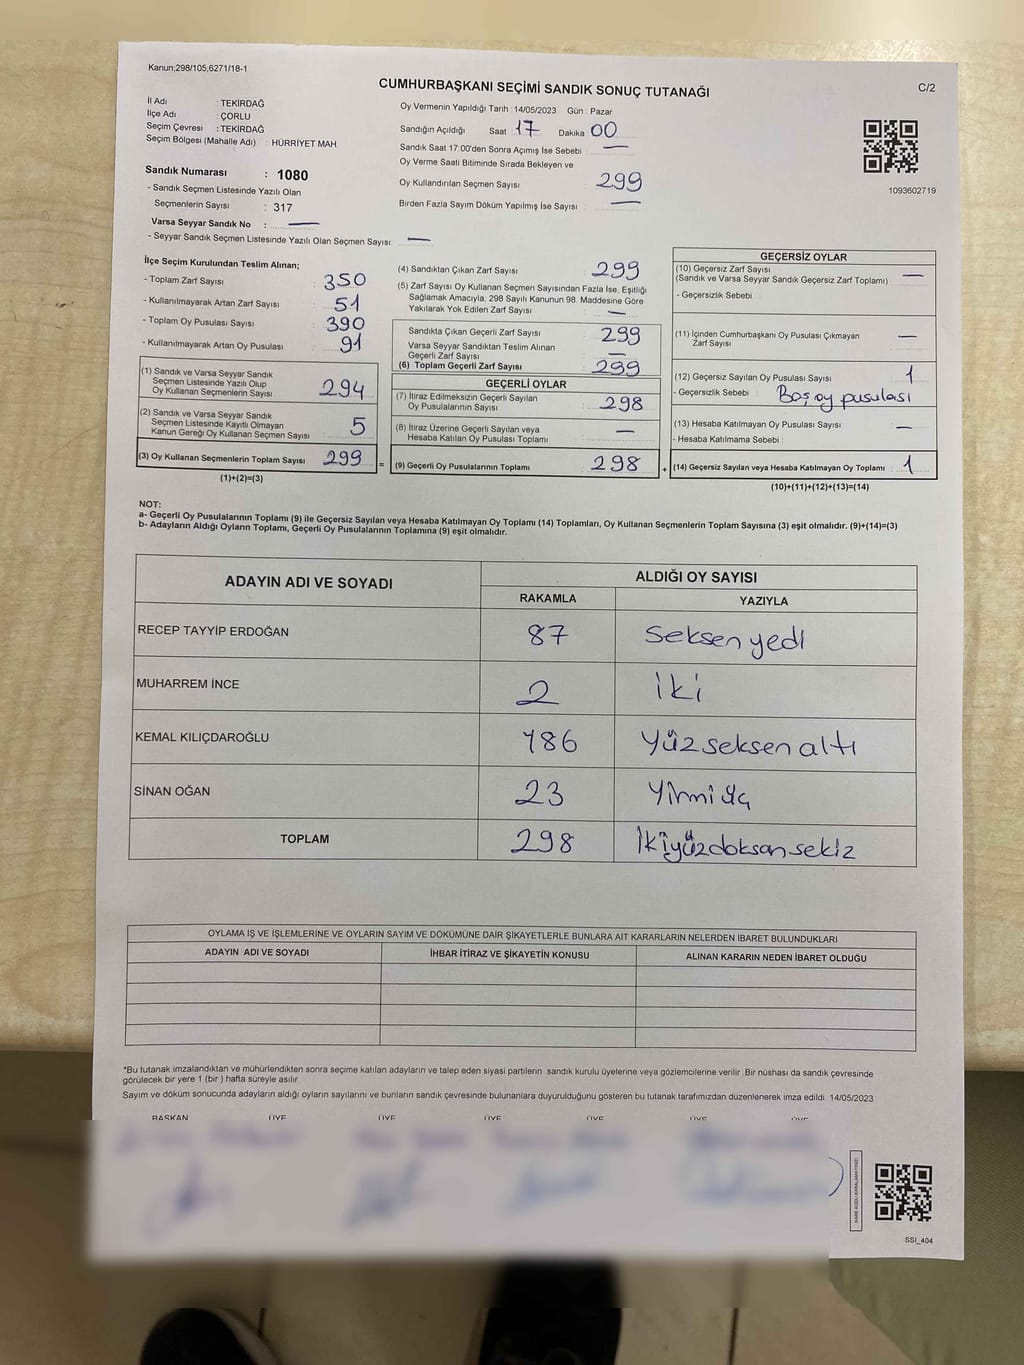 Kanun;298/105;6271/18-1
CUMHURBAŞKANI SEÇİMİ SANDIK SONUÇ TUTANAĞI
C/2
İl Adı : TEKİRDAĞ
İlçe Adı : ÇORLU
Seçim Çevresi : TEKİRDAĞ
Seçim Bölgesi (Mahalle Adı) : HÜRRİYET MAH.
Sandık Numarası : 1080
- Sandık Seçmen Listesinde Yazılı Olan
Seçmenlerin Sayısı : 317
Varsa Seyyar Sandık No : —
- Seyyar Sandık Seçmen Listesinde Yazılı Olan Seçmen Sayısı: —
Oy Vermenin Yapıldığı Tarih : 14/05/2023 Gün : Pazar
Sandığın Açıldığı Saat 17 Dakika 00
Sandık Saat 17:00'den Sonra Açımış İse Sebebi —
Oy Verme Saati Bitiminde Sırada Bekleyen ve
Oy Kullandırılan Seçmen Sayısı 299
Birden Fazla Sayım Döküm Yapılmış İse Sayısı —
1093602719
İlçe Seçim Kurulundan Teslim Alınan;
- Toplam Zarf Sayısı : 350
- Kullanılmayarak Artan Zarf Sayısı : 51
- Toplam Oy Pusulası Sayısı : 390
- Kullanılmayarak Artan Oy Pusulası : 91
(1) Sandık ve Varsa Seyyar Sandık
Seçmen Listesinde Yazılı Olup
Oy Kullanan Seçmenlerin Sayısı : 294
(2) Sandık ve Varsa Seyyar Sandık
Seçmen Listesinde Kayıtlı Olmayan
Kanun Gereği Oy Kullanan Seçmen Sayısı : 5
(3) Oy Kullanan Seçmenlerin Toplam Sayısı 299
(1)+(2)=(3)
(4) Sandıktan Çıkan Zarf Sayısı : 299
(5) Zarf Sayısı Oy Kullanan Seçmen Sayısından Fazla İse, Eşitliği
Sağlamak Amacıyla; 298 Sayılı Kanunun 98. Maddesine Göre
Yakılarak Yok Edilen Zarf Sayısı : —
Sandıkta Çıkan Geçerli Zarf Sayısı : 299
Varsa Seyyar Sandıktan Teslim Alınan
Geçerli Zarf Sayısı : —
(6) Toplam Geçerli Zarf Sayısı : 299
GEÇERLİ OYLAR
(7) İtiraz Edilmeksizin Geçerli Sayılan
Oy Pusulalarının Sayısı : 298
(8) İtiraz Üzerine Geçerli Sayılan veya
Hesaba Katılan Oy Pusulası Toplamı : —
= (9) Geçerli Oy Pusulalarının Toplamı : 298 +
GEÇERSİZ OYLAR
(10) Geçersiz Zarf Sayısı
(Sandık ve Varsa Seyyar Sandık Geçersiz Zarf Toplamı) : —
- Geçersizlik Sebebi :
(11) İçinden Cumhurbaşkanı Oy Pusulası Çıkmayan
Zarf Sayısı : —
(12) Geçersiz Sayılan Oy Pusulası Sayısı : 1
- Geçersizlik Sebebi : Boş oy pusulası
(13) Hesaba Katılmayan Oy Pusulası Sayısı : —
- Hesaba Katılmama Sebebi :
(14) Geçersiz Sayılan veya Hesaba Katılmayan Oy Toplamı : 1
(10)+(11)+(12)+(13)=(14)
NOT:
a- Geçerli Oy Pusulalarının Toplamı (9) ile Geçersiz Sayılan veya Hesaba Katılmayan Oy Toplamı (14) Toplamları, Oy Kullanan Seçmenlerin Toplam Sayısına (3) eşit olmalıdır. (9)+(14)=(3)
b- Adayların Aldığı Oyların Toplamı, Geçerli Oy Pusulalarının Toplamına (9) eşit olmalıdır.
ADAYIN ADI VE SOYADI ALDIĞI OY SAYISI
RAKAMLA YAZIYLA
RECEP TAYYİP ERDOĞAN 87 Seksen yedi
MUHARREM İNCE 2 iki
KEMAL KILIÇDAROĞLU 186 Yüz seksen altı
SİNAN OĞAN 23 Yirmi üç
TOPLAM 298 İkiyüzdoksan sekiz
OYLAMA İŞ VE İŞLEMLERİNE VE OYLARIN SAYIM VE DÖKÜMÜNE DAİR ŞİKAYETLERLE BUNLARA AİT KARARLARIN NELERDEN İBARET BULUNDUKLARI
ADAYIN ADI VE SOYADI İHBAR İTİRAZ VE ŞİKAYETİN KONUSU ALINAN KARARIN NEDEN İBARET OLDUĞU
*Bu tutanak imzalandıktan ve mühürlendikten sonra seçime katılan adayların ve talep eden siyasi partilerin sandık kurulu üyelerine veya gözlemcilerine verilir. Bir nüshası da sandık çevresinde
görülecek bir yere 1 (bir) hafta süreyle asılır.
Sayım ve döküm sonucunda adayların aldığı oyların sayılarını ve bunların sandık çevresinde bulunanlara duyurulduğunu gösteren bu tutanak tarafımızdan düzenlenerek imza edildi. 14/05/2023
BAŞKAN ÜYE ÜYE ÜYE ÜYE ÜYE ÜYE
SSI_404